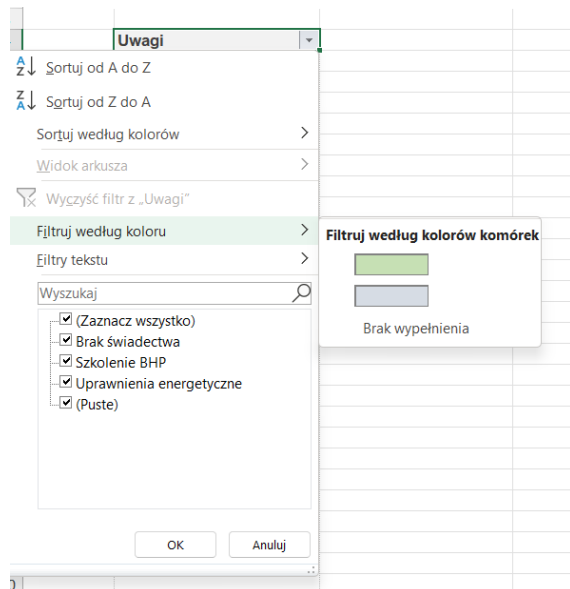 Uwagi
Sortuj od A do Z
Sortuj od Z do A
Sortuj według kolorów
Widok arkusza
Wyczyść filtr z „Uwagi”
Filtruj według koloru
Filtry tekstu
Wyszukaj
(Zaznacz wszystko)
Brak świadectwa
Szkolenie BHP
Uprawnienia energetyczne
(Puste)
OK Anuluj
Filtruj według kolorów komórek
Brak wypełnienia